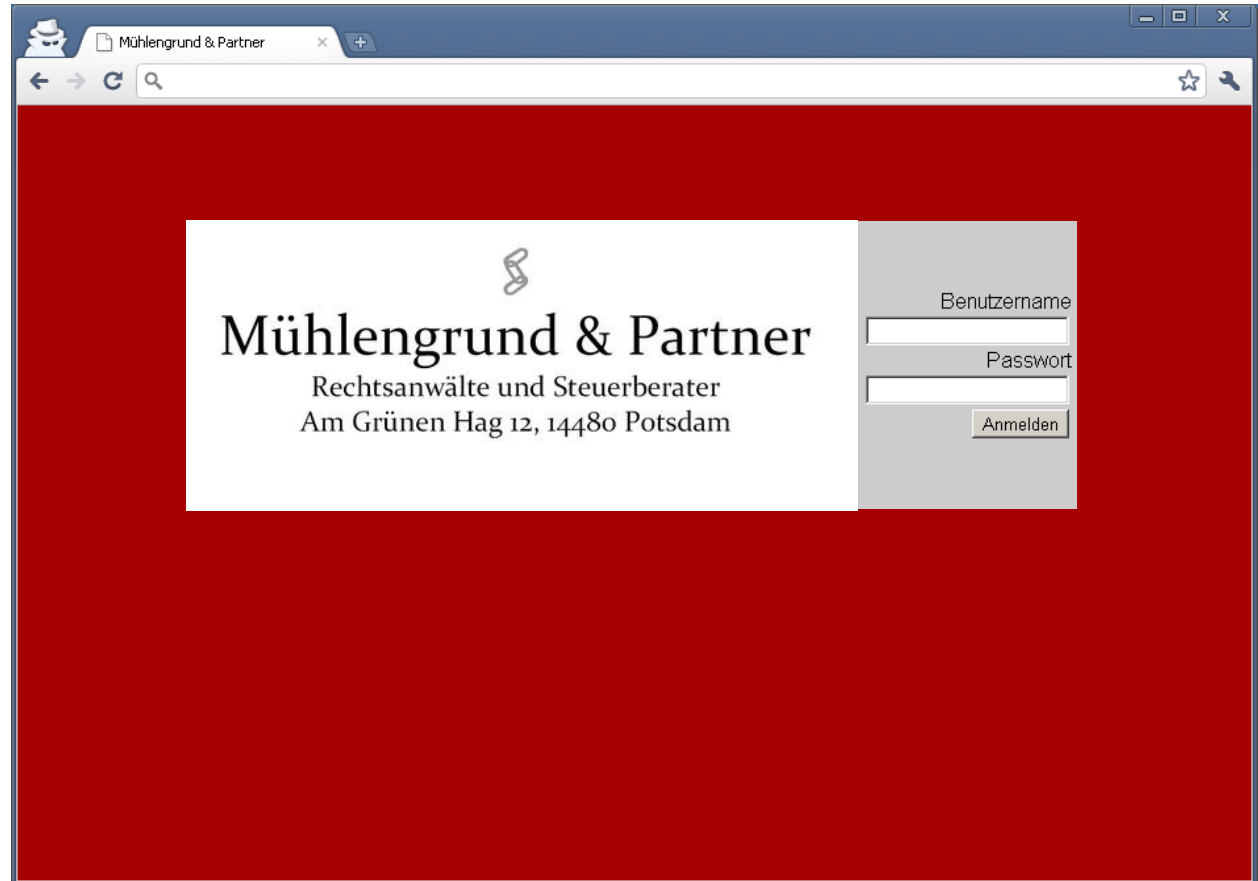 Mühlengrund & Partner
Mühlengrund & Partner
Rechtsanwälte und Steuerberater
Am Grünen Hag 12, 14480 Potsdam
Benutzername
Passwort
Anmelden